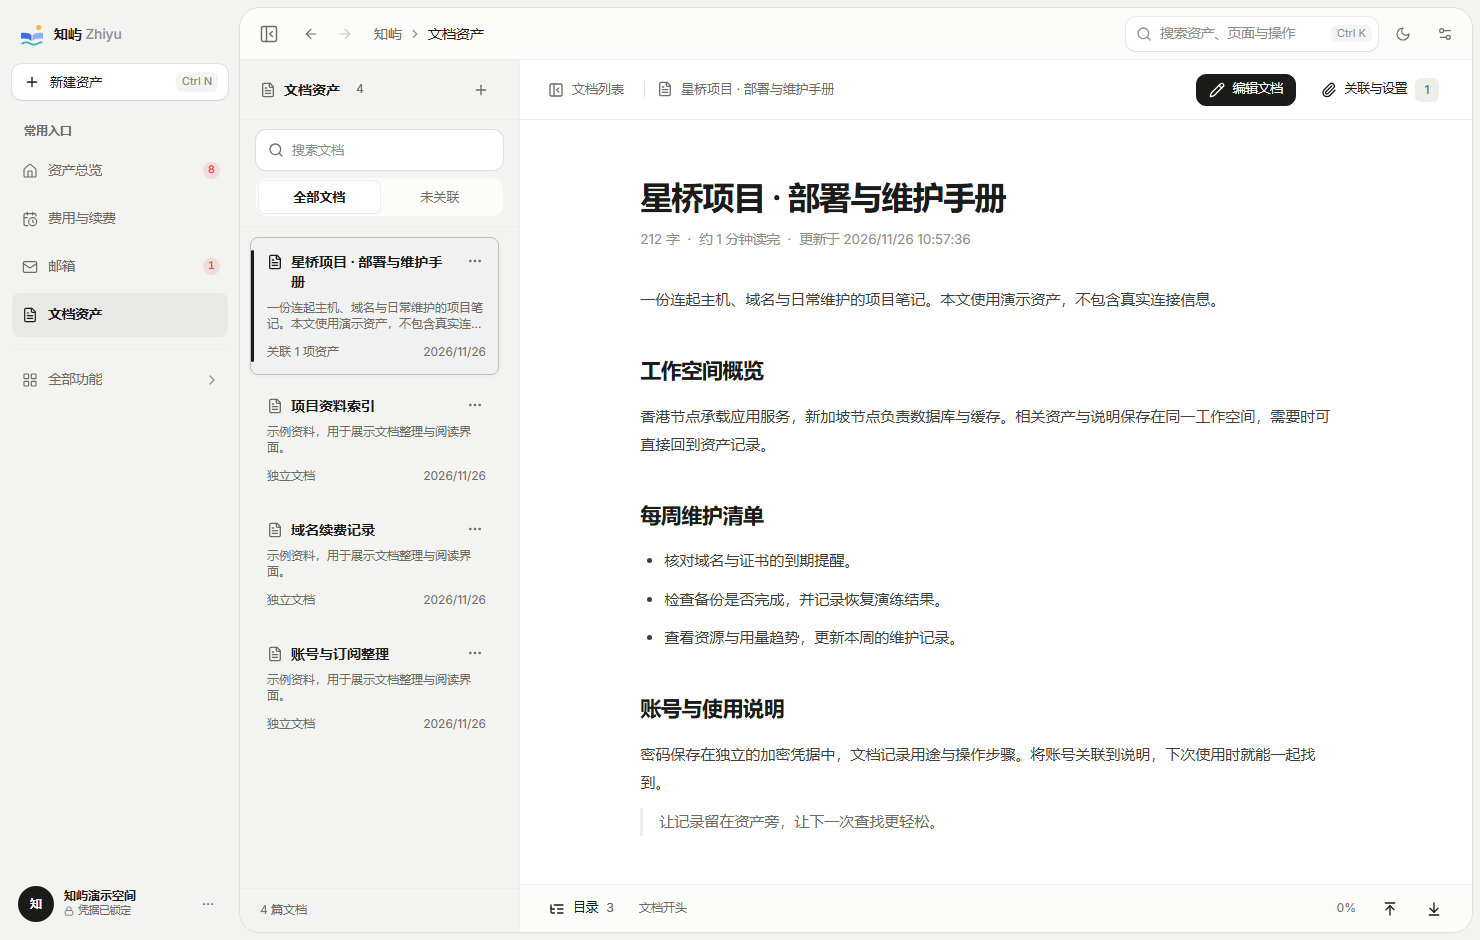 知屿 Zhiyu
新建资产 Ctrl N
常用入口
资产总览 8
费用与续费
邮箱 1
文档资产
全部功能
知
知屿演示空间
凭据已锁定
知屿 文档资产
搜索资产、页面与操作 Ctrl K
文档资产 4
搜索文档
全部文档 未关联
星桥项目 · 部署与维护手
册
一份连起主机、域名与日常维护的项目笔
记。本文使用演示资产，不包含真实连...
关联 1 项资产 2026/11/26
项目资料索引
示例资料，用于展示文档整理与阅读界
面。
独立文档 2026/11/26
域名续费记录
示例资料，用于展示文档整理与阅读界
面。
独立文档 2026/11/26
账号与订阅整理
示例资料，用于展示文档整理与阅读界
面。
独立文档 2026/11/26
4 篇文档
文档列表 星桥项目 · 部署与维护手册
编辑文档 关联与设置 1
星桥项目 · 部署与维护手册
212 字 · 约 1 分钟读完 · 更新于 2026/11/26 10:57:36
一份连起主机、域名与日常维护的项目笔记。本文使用演示资产，不包含真实连接信息。
工作空间概览
香港节点承载应用服务，新加坡节点负责数据库与缓存。相关资产与说明保存在同一工作空间，需要时可
直接回到资产记录。
每周维护清单
• 核对域名与证书的到期提醒。
• 检查备份是否完成，并记录恢复演练结果。
• 查看资源与用量趋势，更新本周的维护记录。
账号与使用说明
密码保存在独立的加密凭据中，文档记录用途与操作步骤。将账号关联到说明，下次使用时就能一起找
到。
让记录留在资产旁，让下一次查找更轻松。
目录 3 文档开头
0%